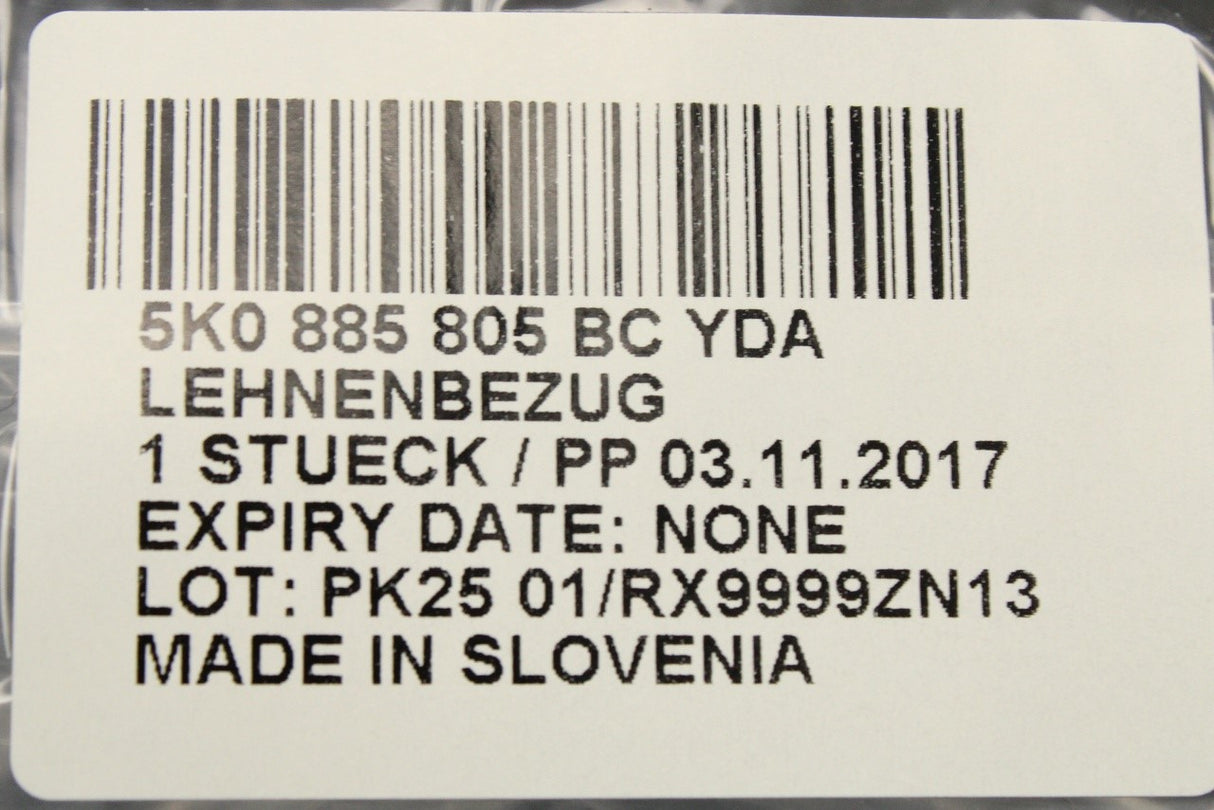 5K0 885 805 BC YDA
LEHNENBEZUG
1 STUECK / PP 03.11.2017
EXPIRY DATE: NONE
LOT: PK25 01/RX9999ZN13
MADE IN SLOVENIA